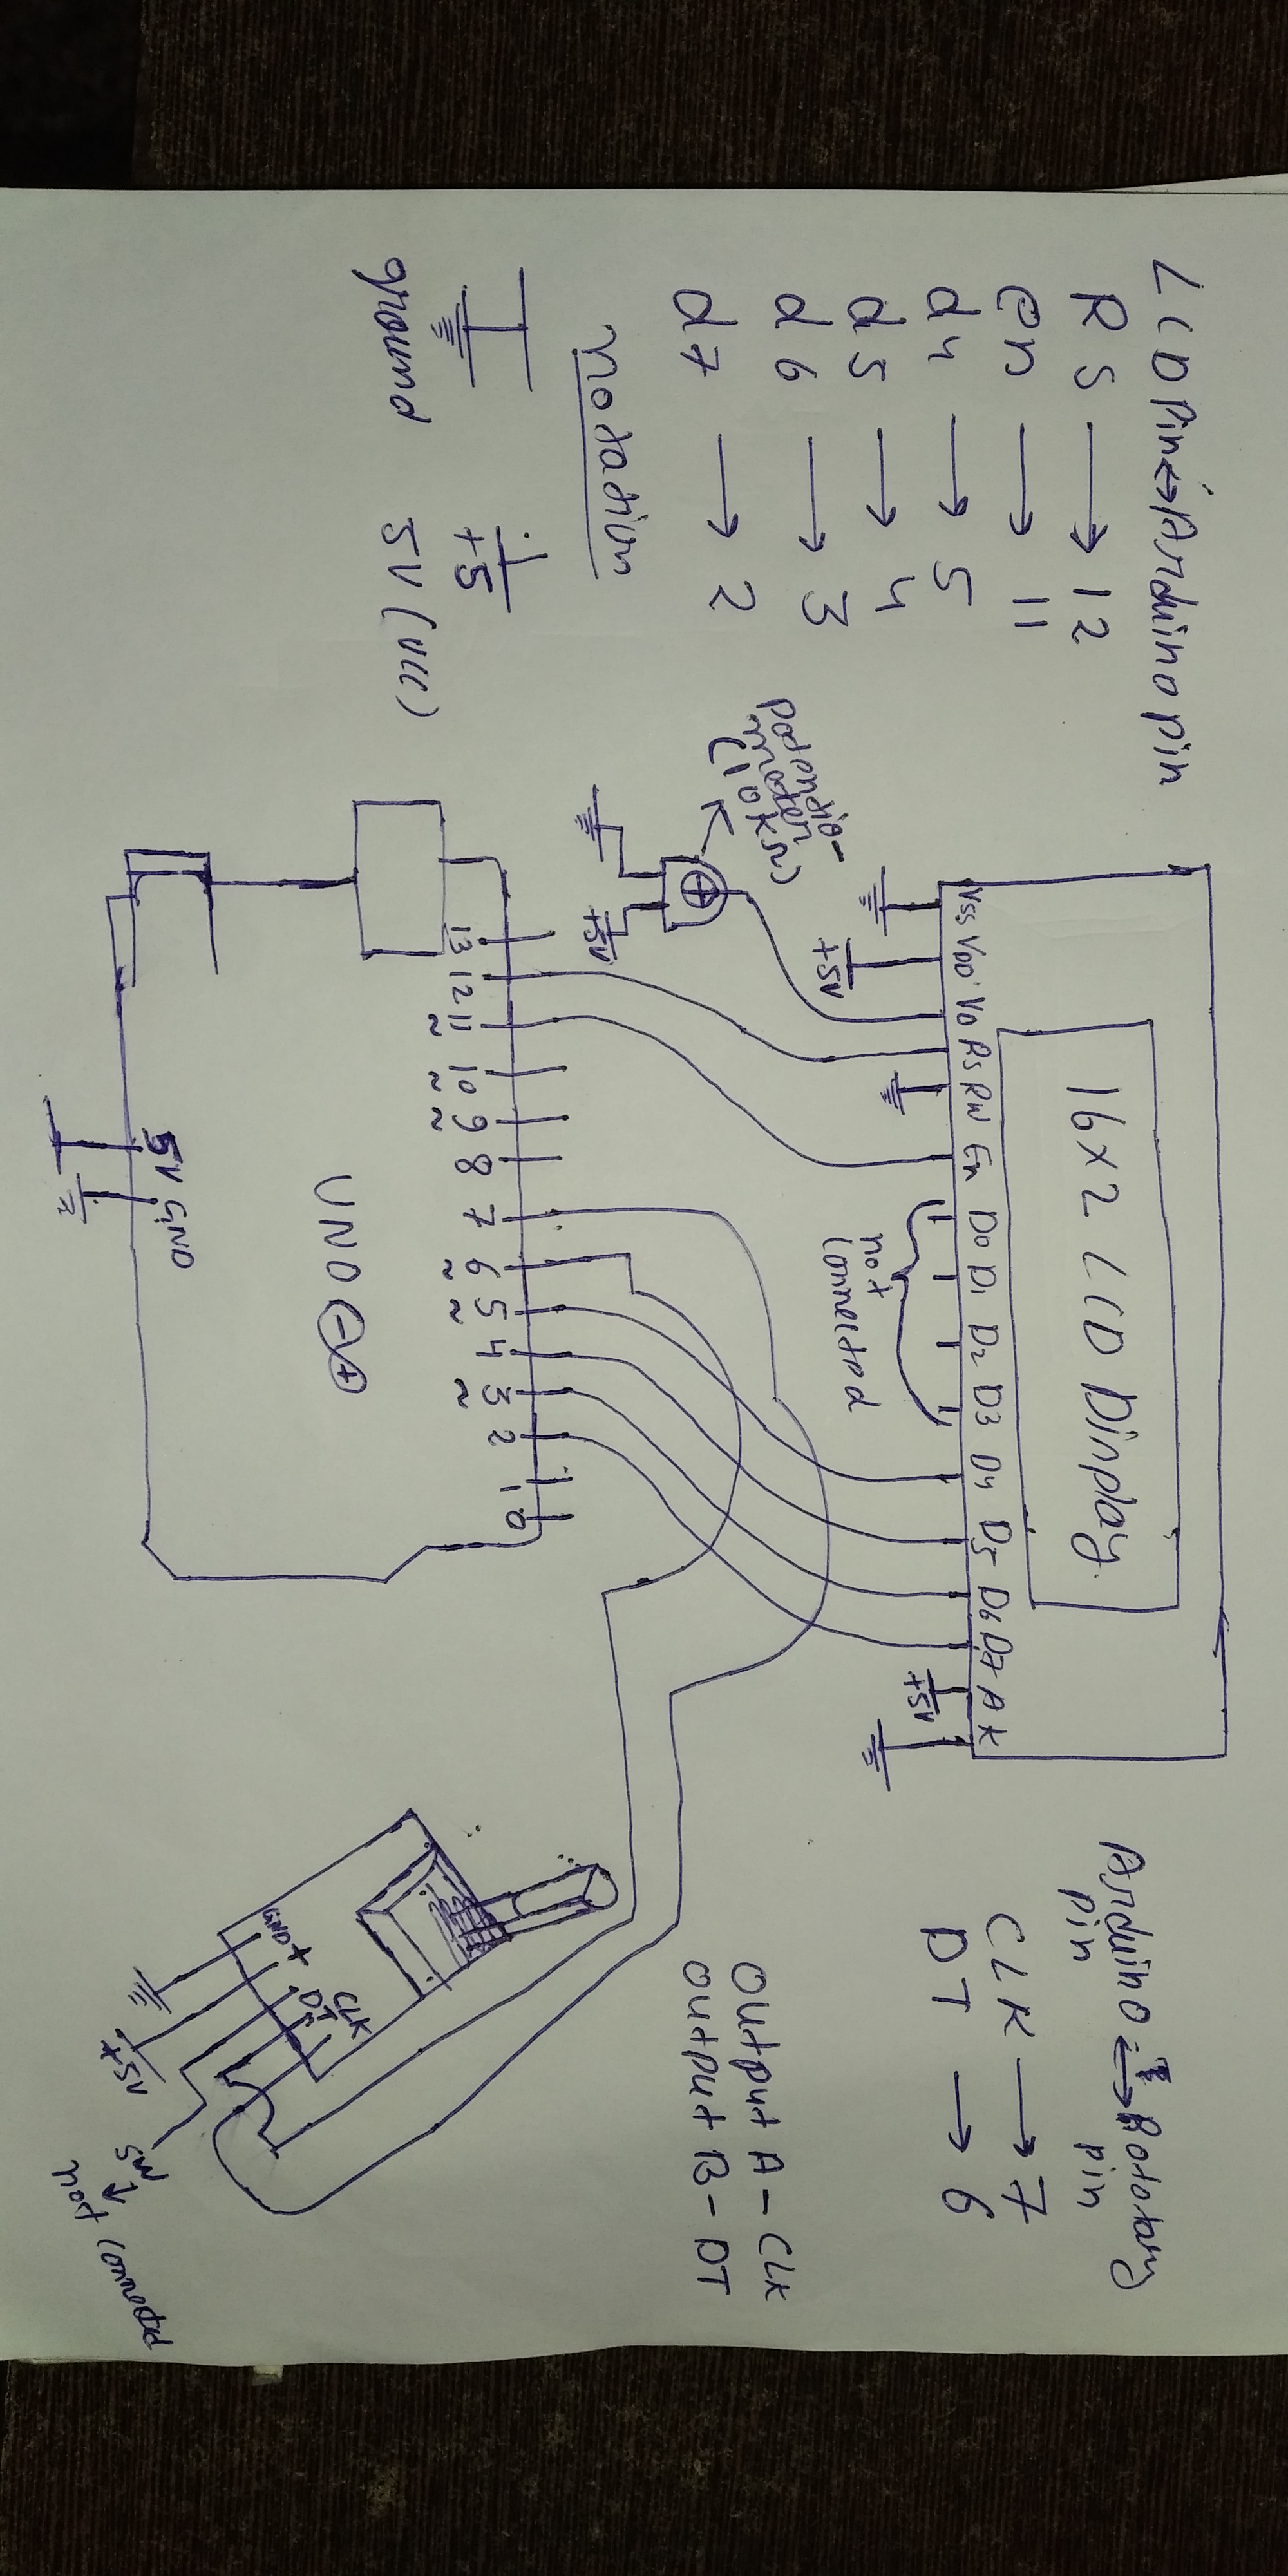 LCD Pin ↔ Arduino pin
RS → 12
en → 11
d4 → 5
d5 → 4
d6 → 3
d7 → 2
notation
+5
ground 5V (VCC)
potentio-
meter
(10KΩ)
+5V
16x2 LCD Display
Vss VDD V0 RS RW En D0 D1 D2 D3 D4 D5 D6 D7 A K
+5V
+5V
not
connected
13 12 11 10 9 8 7 6 5 4 3 2 1 0
~ ~ ~ ~ ~ ~
UNO
5V GND
Arduino ↔ Rotatary
pin pin
CLK → 7
DT → 6
OUTPUT A - CLK
OUTPUT B - DT
GND + DT CLK
+5V
SW
not connected